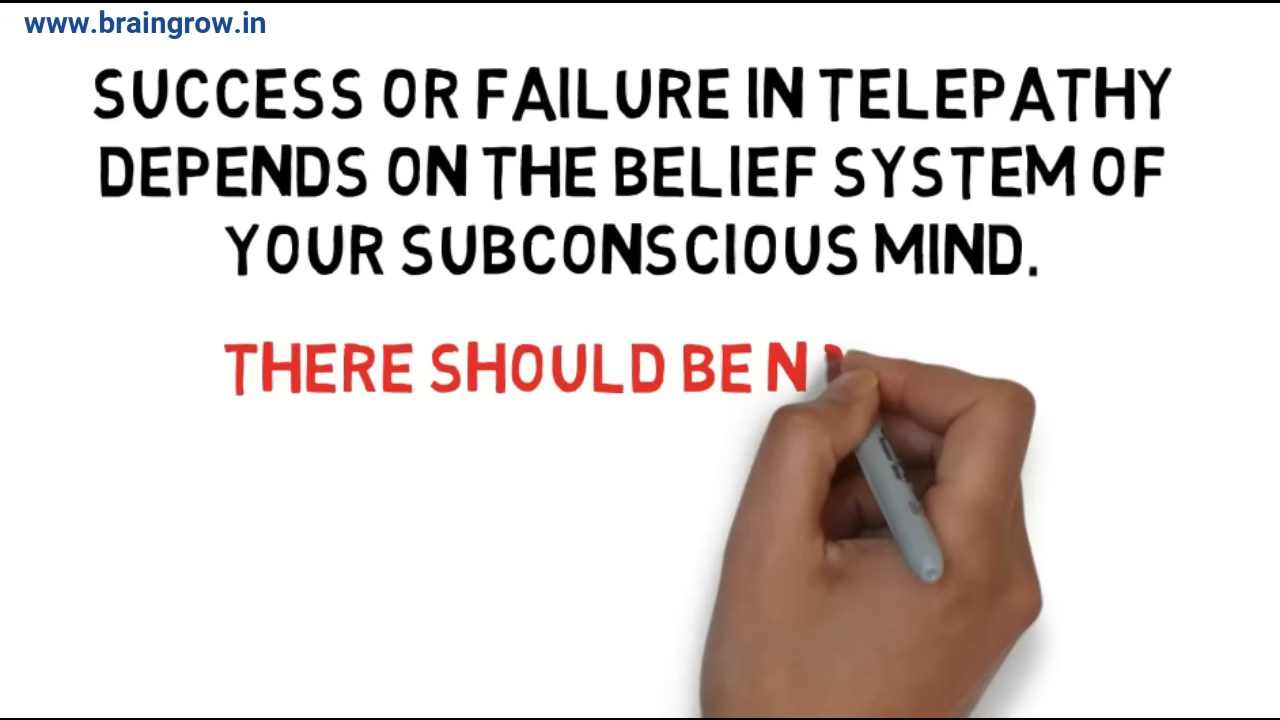 www.braingrow.in
SUCCESS OR FAILURE IN TELEPATHY
DEPENDS ON THE BELIEF SYSTEM OF
YOUR SUBCONSCIOUS MIND.
THERE SHOULD BE N